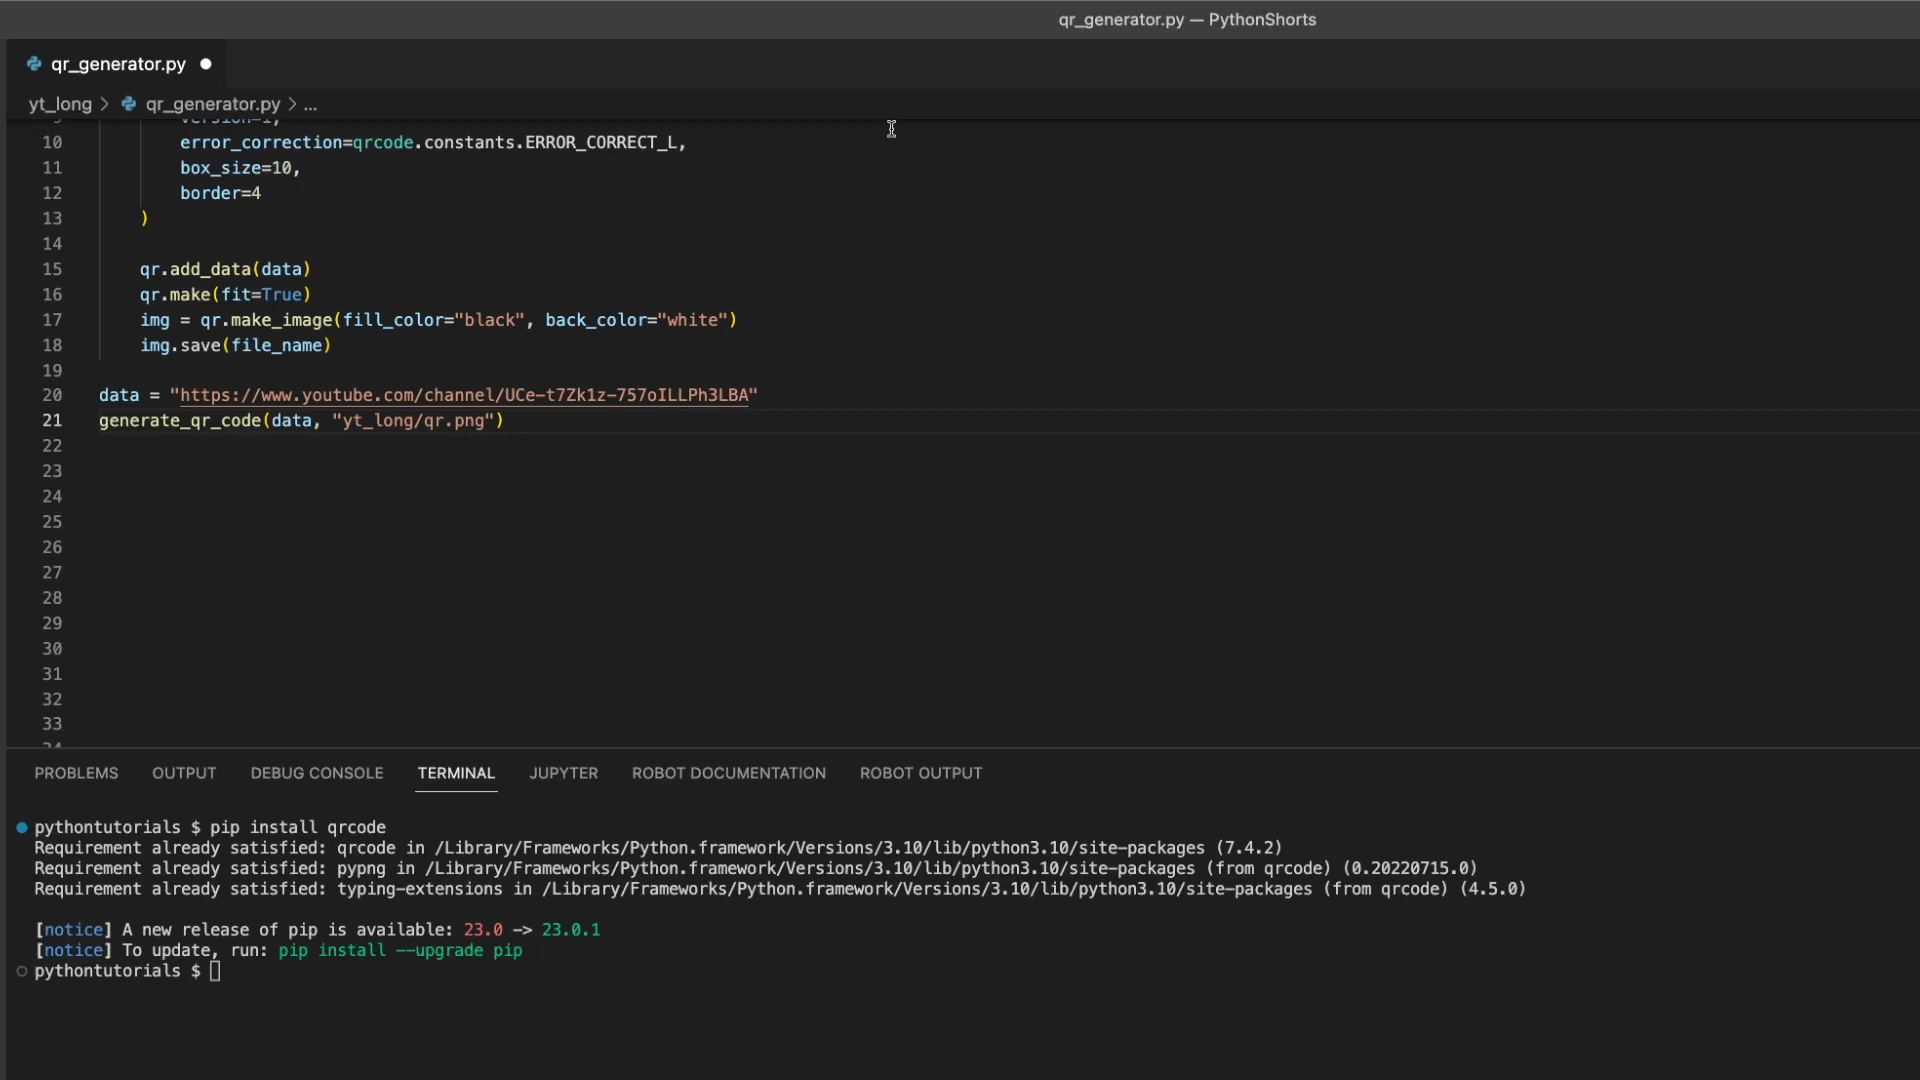 qr_generator.py — PythonShorts
qr_generator.py
yt_long > qr_generator.py > ...
version=1,
10 error_correction=qrcode.constants.ERROR_CORRECT_L,
11 box_size=10,
12 border=4
13 )
14
15 qr.add_data(data)
16 qr.make(fit=True)
17 img = qr.make_image(fill_color="black", back_color="white")
18 img.save(file_name)
19
20 data = "https://www.youtube.com/channel/UCe-t7Zk1z-757oILLPh3LBA"
21 generate_qr_code(data, "yt_long/qr.png")
22
23
24
25
26
27
28
29
30
31
32
33
34
PROBLEMS OUTPUT DEBUG CONSOLE TERMINAL JUPYTER ROBOT DOCUMENTATION ROBOT OUTPUT
pythontutorials $ pip install qrcode
Requirement already satisfied: qrcode in /Library/Frameworks/Python.framework/Versions/3.10/lib/python3.10/site-packages (7.4.2)
Requirement already satisfied: pypng in /Library/Frameworks/Python.framework/Versions/3.10/lib/python3.10/site-packages (from qrcode) (0.20220715.0)
Requirement already satisfied: typing-extensions in /Library/Frameworks/Python.framework/Versions/3.10/lib/python3.10/site-packages (from qrcode) (4.5.0)
[notice] A new release of pip is available: 23.0 -> 23.0.1
[notice] To update, run: pip install --upgrade pip
pythontutorials $